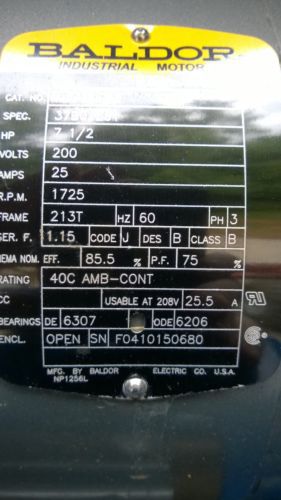 BALDOR
INDUSTRIAL MOTOR
CAT. NO.
SPEC.
HP 7 1/2
VOLTS 200
AMPS 25
R.P.M. 1725
FRAME 213T HZ 60 PH 3
SER. F. 1.15 CODE J DES B CLASS B
NEMA NOM. EFF. 85.5 % P.F. 75 %
RATING 40C AMB-CONT
CC USABLE AT 208V 25.5 A
BEARINGS DE 6307 ODE 6206
ENCL. OPEN SN F0410150680
MFG. BY BALDOR ELECTRIC CO. U.S.A.
NP1256L